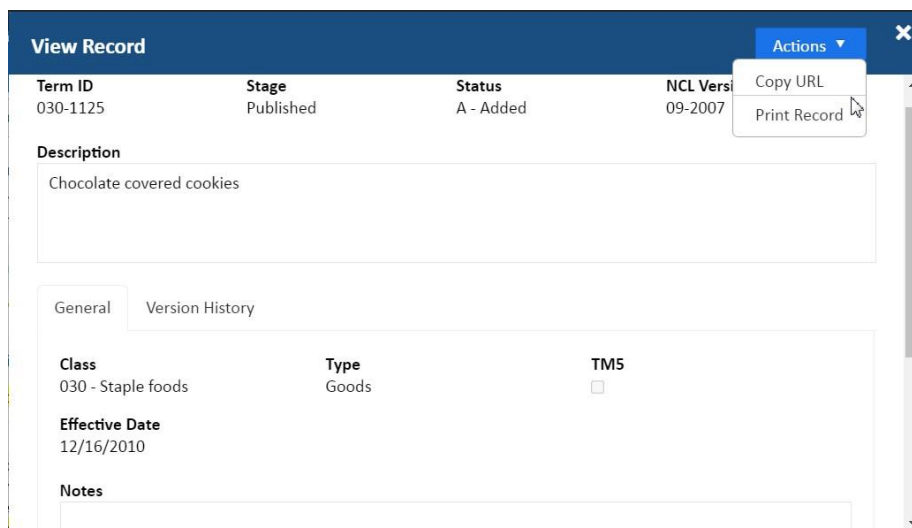 View Record
Actions ▼
Copy URL
Print Record
Term ID Stage Status NCL Versi
030-1125 Published A - Added 09-2007
Description
Chocolate covered cookies
General Version History
Class Type TM5
030 - Staple foods Goods
Effective Date
12/16/2010
Notes